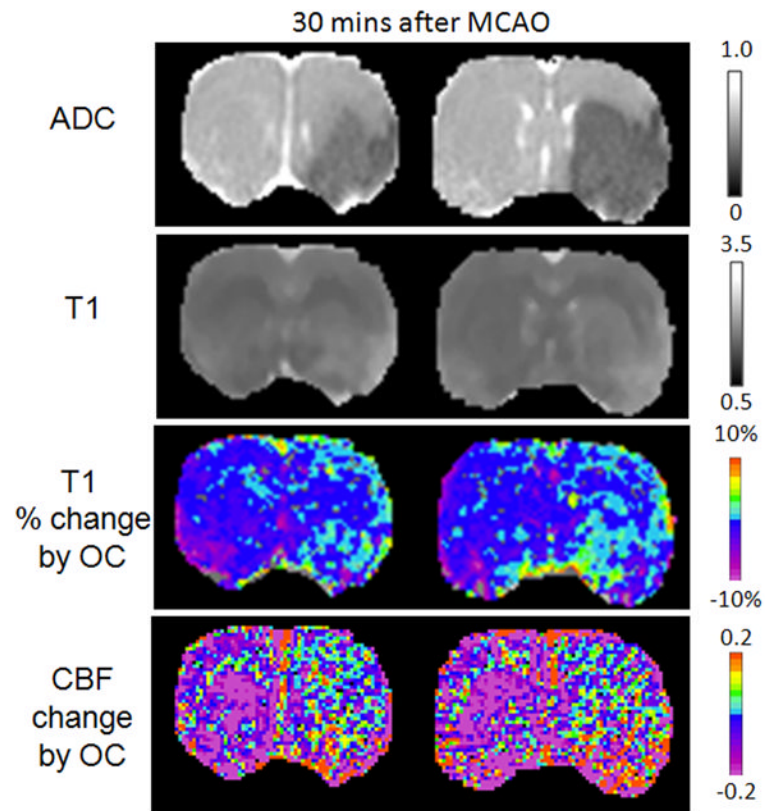 30 mins after MCAO
ADC
1.0
0
T1
3.5
0.5
T1
% change
by OC
10%
-10%
CBF
change
by OC
0.2
-0.2